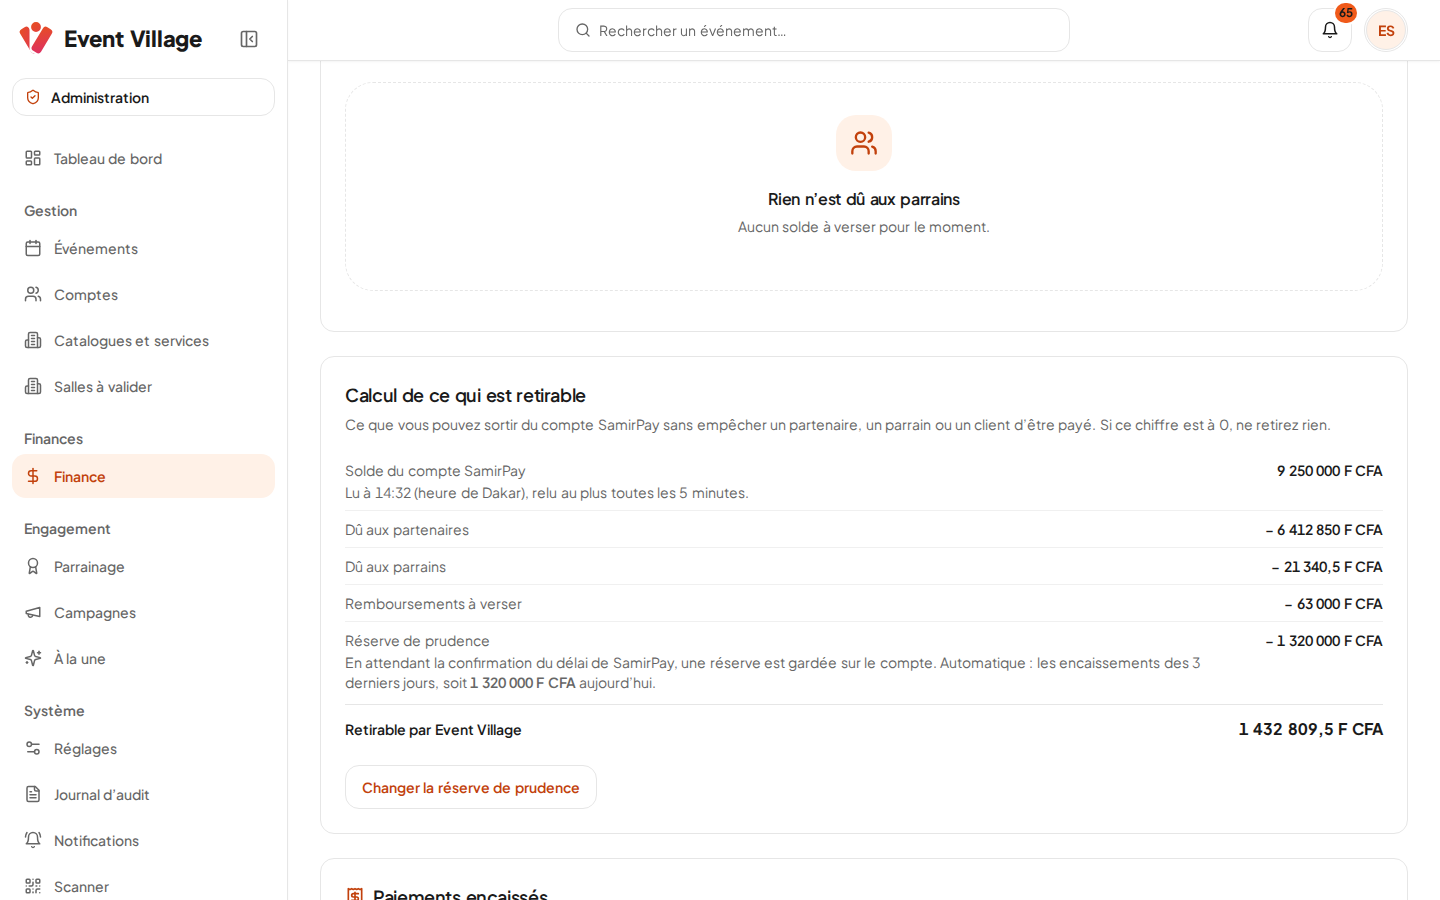 Event Village
Administration
Tableau de bord
Gestion
Événements
Comptes
Catalogues et services
Salles à valider
Finances
Finance
Engagement
Parrainage
Campagnes
À la une
Système
Réglages
Journal d'audit
Notifications
Scanner
Rechercher un événement…
65
ES
Rien n'est dû aux parrains
Aucun solde à verser pour le moment.
Calcul de ce qui est retirable
Ce que vous pouvez sortir du compte SamirPay sans empêcher un partenaire, un parrain ou un client d'être payé. Si ce chiffre est à 0, ne retirez rien.
Solde du compte SamirPay 9 250 000 F CFA
Lu à 14:32 (heure de Dakar), relu au plus toutes les 5 minutes.
Dû aux partenaires − 6 412 850 F CFA
Dû aux parrains − 21 340,5 F CFA
Remboursements à verser − 63 000 F CFA
Réserve de prudence − 1 320 000 F CFA
En attendant la confirmation du délai de SamirPay, une réserve est gardée sur le compte. Automatique : les encaissements des 3
derniers jours, soit 1 320 000 F CFA aujourd'hui.
Retirable par Event Village 1 432 809,5 F CFA
Changer la réserve de prudence
Paiements encaissés